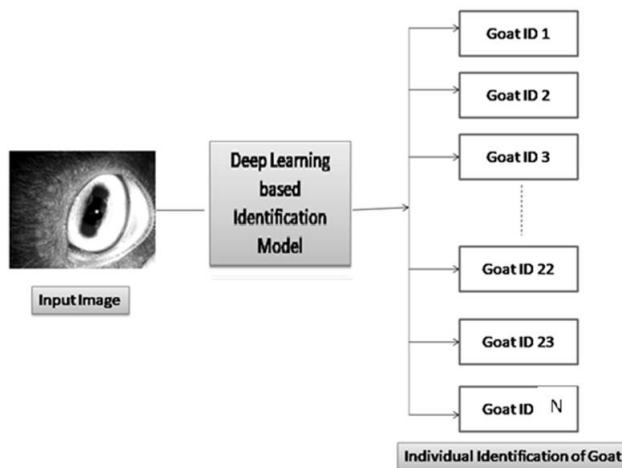 Goat ID 1
Goat ID 2
Goat ID 3
Deep Learning
based
Identification
Model
Goat ID 22
Input Image
Goat ID 23
Goat ID N
Individual Identification of Goat